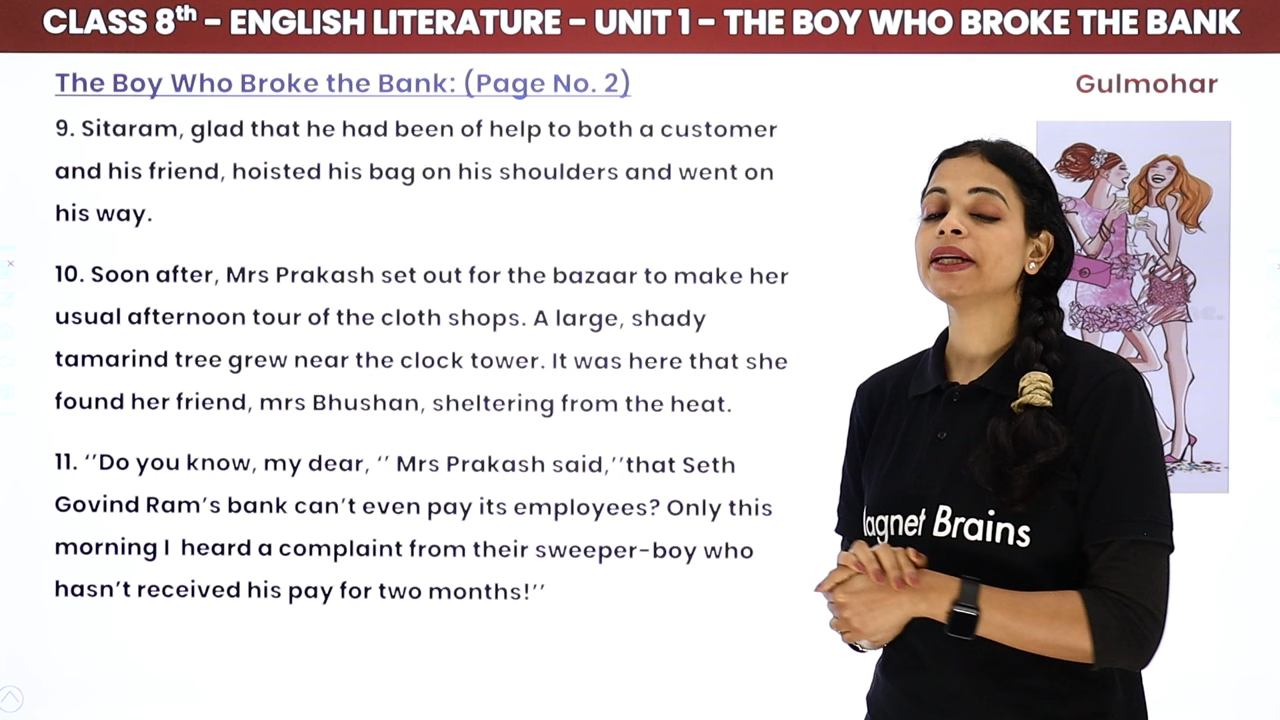 CLASS 8th - ENGLISH LITERATURE - UNIT 1 - THE BOY WHO BROKE THE BANK
The Boy Who Broke the Bank: (Page No. 2)
Gulmohar
9. Sitaram, glad that he had been of help to both a customer
and his friend, hoisted his bag on his shoulders and went on
his way.
10. Soon after, Mrs Prakash set out for the bazaar to make her
usual afternoon tour of the cloth shops. A large, shady
tamarind tree grew near the clock tower. It was here that she
found her friend, mrs Bhushan, sheltering from the heat.
11. ‘’Do you know, my dear, ‘’ Mrs Prakash said,’’that Seth
Govind Ram’s bank can’t even pay its employees? Only this
morning I heard a complaint from their sweeper-boy who
hasn’t received his pay for two months!’’
Brains